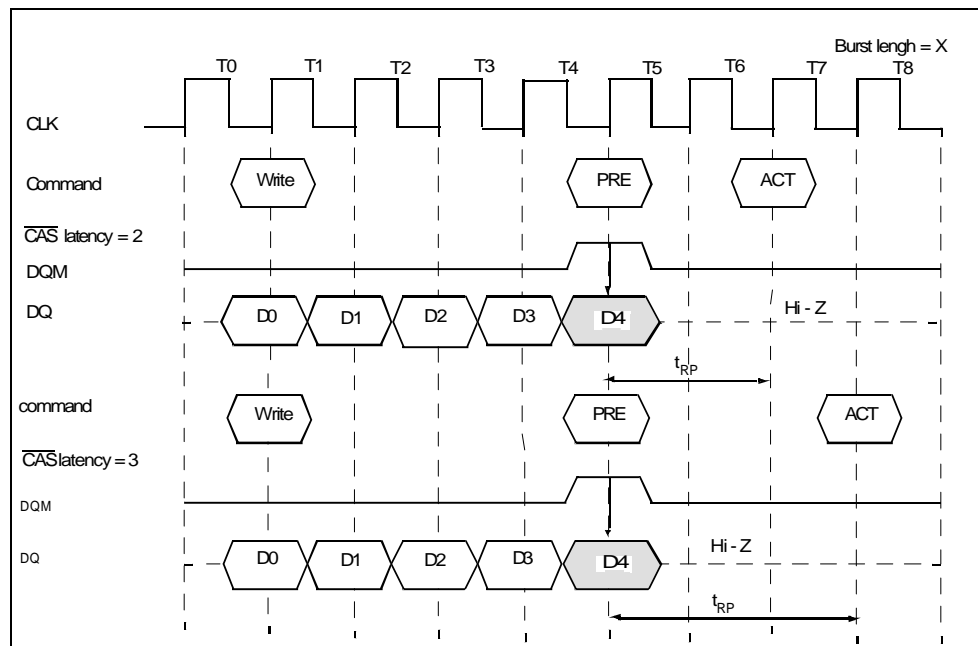 Burst lengh = X
T0 T1 T2 T3 T4 T5 T6 T7 T8
CLK
Command Write PRE ACT
CAS latency = 2
DQM
DQ D0 D1 D2 D3 D4 Hi - Z
tRP
command Write PRE ACT
CAS latency = 3
DQM
DQ D0 D1 D2 D3 D4 Hi - Z
tRP